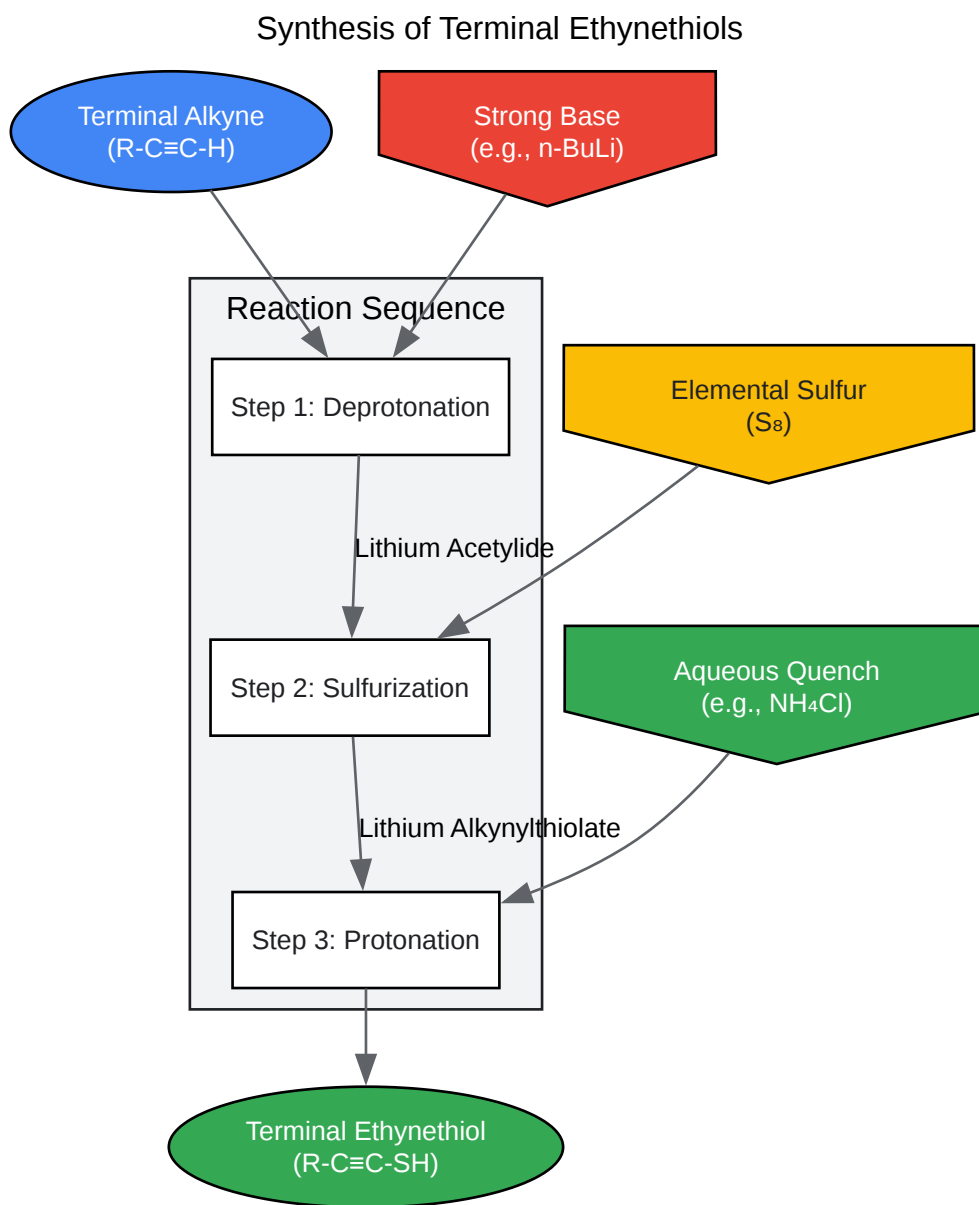 Synthesis of Terminal Ethynethiols
Terminal Alkyne
(R-C≡C-H)
Strong Base
(e.g., n-BuLi)
Reaction Sequence
Step 1: Deprotonation
Elemental Sulfur
(S₈)
Lithium Acetylide
Step 2: Sulfurization
Aqueous Quench
(e.g., NH₄Cl)
Lithium Alkynylthiolate
Step 3: Protonation
Terminal Ethynethiol
(R-C≡C-SH)